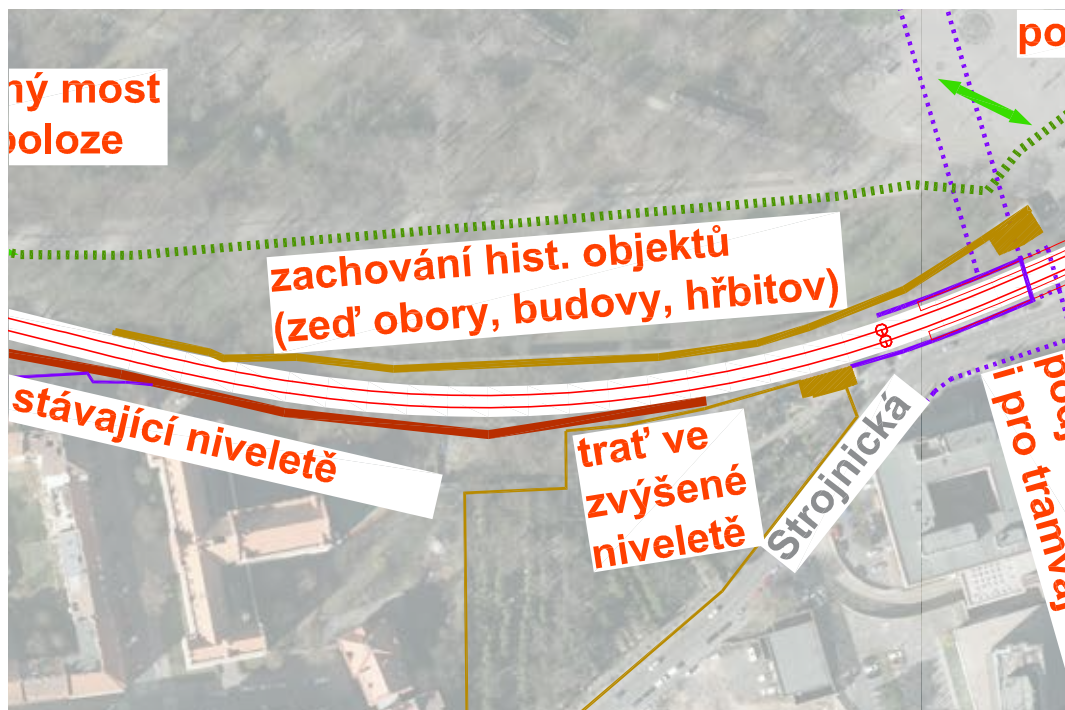 ný most
poloze
po
zachování hist. objektů
(zeď obory, budovy, hřbitov)
stávající niveletě
trať ve
zvýšené
niveletě
Strojnická
i pro tramvaj